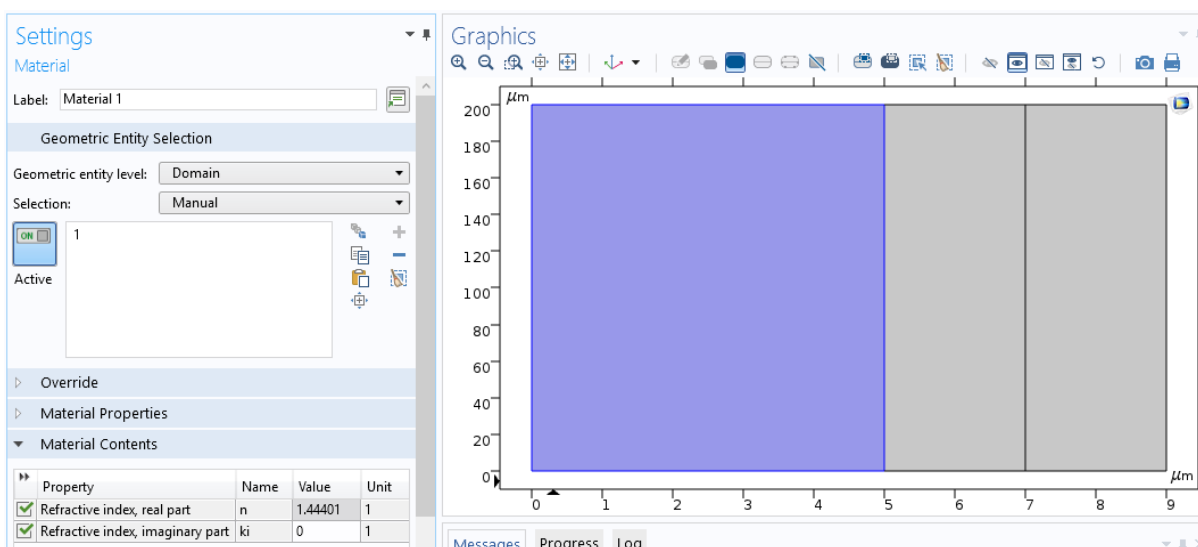 Settings
Material
Label: Material 1
Geometric Entity Selection
Geometric entity level: Domain
Selection: Manual
ON
1
Active
Override
Material Properties
Material Contents
Property Name Value Unit
Refractive index, real part n 1.44401 1
Refractive index, imaginary part ki 0 1
Graphics
μm
200
180
160
140
120
100
80
60
40
20
0
μm
0 1 2 3 4 5 6 7 8 9
Messages Progress Log